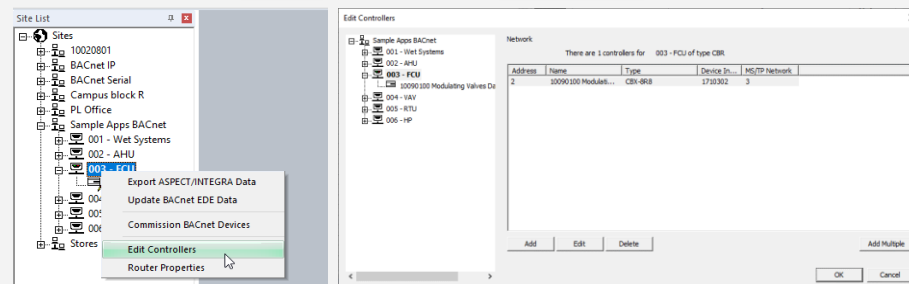 Site List
Sites
10020801
BACnet IP
BACnet Serial
Campus block R
PL Office
Sample Apps BACnet
001 - Wet Systems
002 - AHU
003 - FCU
Export ASPECT/INTEGRA Data
Update BACnet EDE Data
Commission BACnet Devices
Edit Controllers
Router Properties
004
005
006
Stores
Edit Controllers
Sample Apps BACnet
001 - Wet Systems
002 - AHU
003 - FCU
10090100 Modulating Valves Da
004 - VAV
005 - RTU
006 - HP
Network
There are 1 controllers for 003 - FCU of type CBR
Address Name Type Device In... MS/TP Network
2 10090100 Modulati... CBX-8R8 1710302 3
Add Edit Delete Add Multiple
OK Cancel